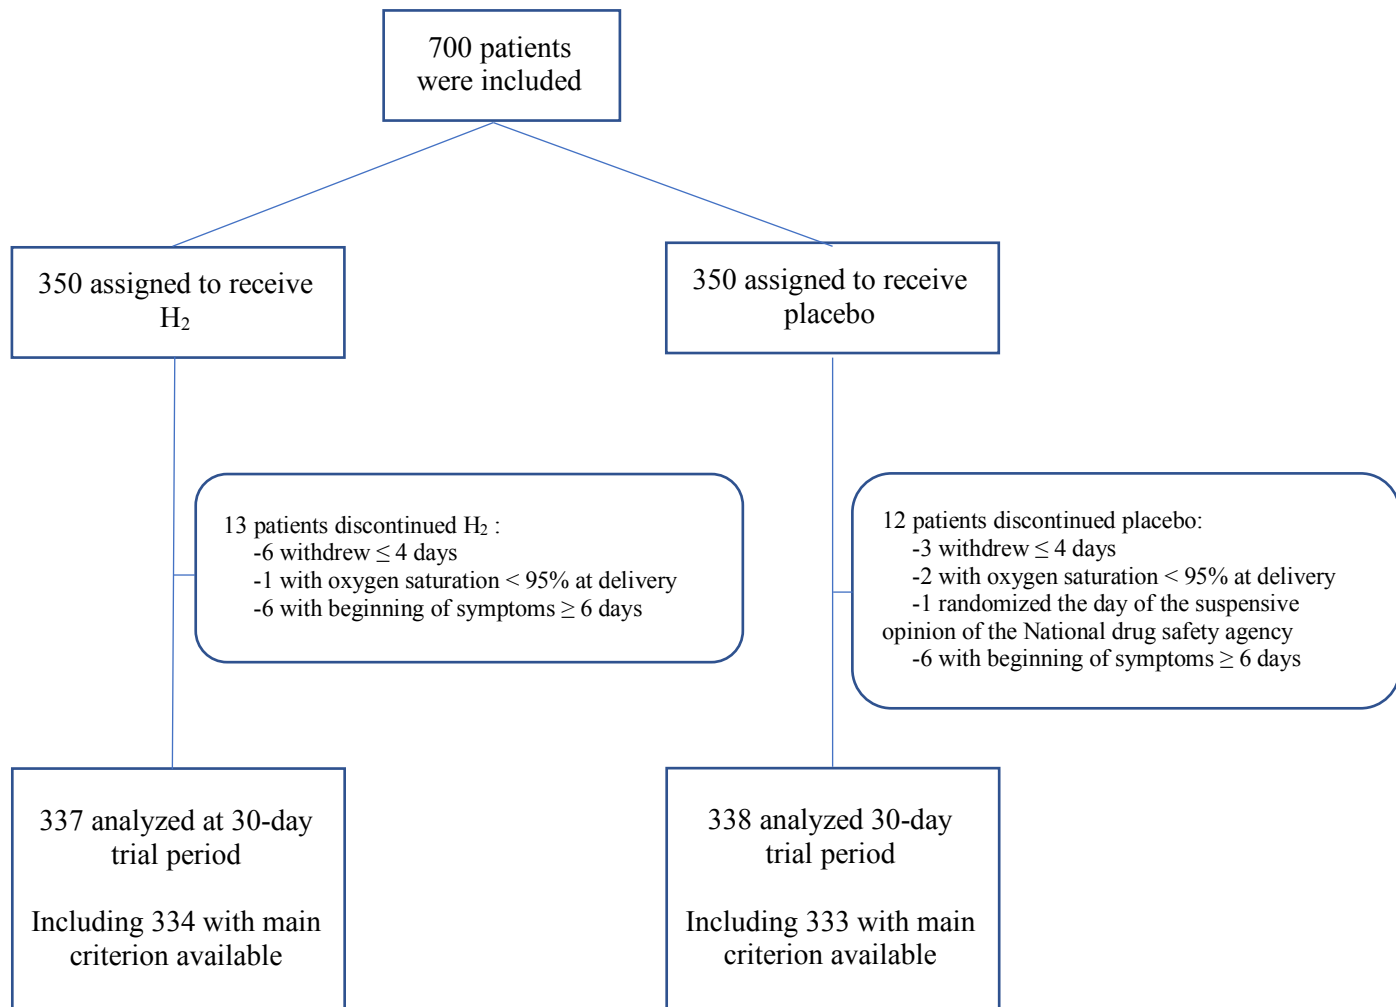 700 patients
were included
350 assigned to receive
H₂
350 assigned to receive
placebo
13 patients discontinued H₂ :
-6 withdrew ≤ 4 days
-1 with oxygen saturation < 95% at delivery
-6 with beginning of symptoms ≥ 6 days
12 patients discontinued placebo:
-3 withdrew ≤ 4 days
-2 with oxygen saturation < 95% at delivery
-1 randomized the day of the suspensive
opinion of the National drug safety agency
-6 with beginning of symptoms ≥ 6 days
337 analyzed at 30-day
trial period
Including 334 with main
criterion available
338 analyzed 30-day
trial period
Including 333 with main
criterion available